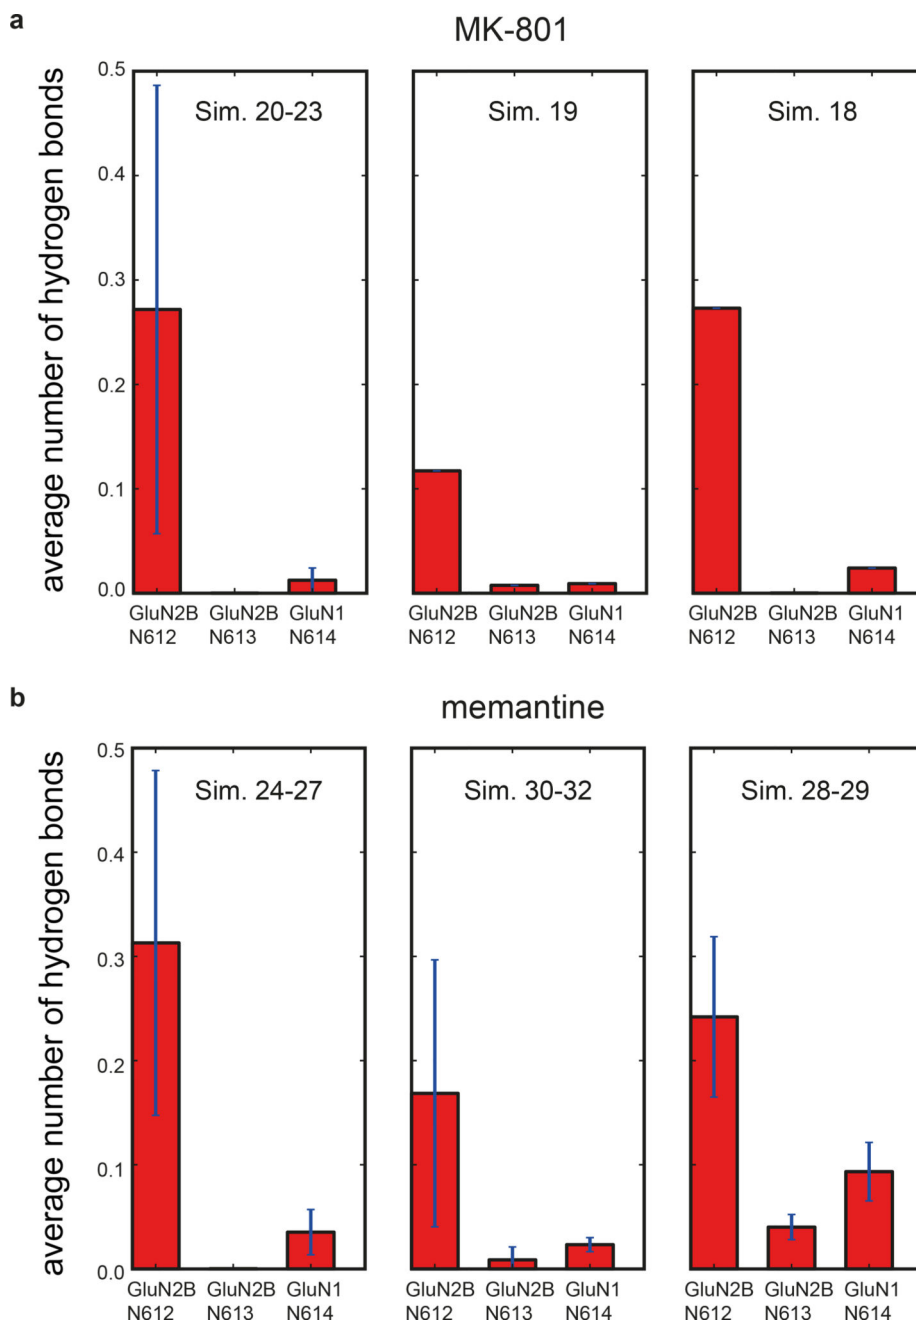 a
MK-801
average number of hydrogen bonds
0.5
0.4
0.3
0.2
0.1
0.0
Sim. 20-23
Sim. 19
Sim. 18
GluN2B GluN2B GluN1
N612 N613 N614
GluN2B GluN2B GluN1
N612 N613 N614
GluN2B GluN2B GluN1
N612 N613 N614
b
memantine
average number of hydrogen bonds
0.5
0.4
0.3
0.2
0.1
0.0
Sim. 24-27
Sim. 30-32
Sim. 28-29
GluN2B GluN2B GluN1
N612 N613 N614
GluN2B GluN2B GluN1
N612 N613 N614
GluN2B GluN2B GluN1
N612 N613 N614